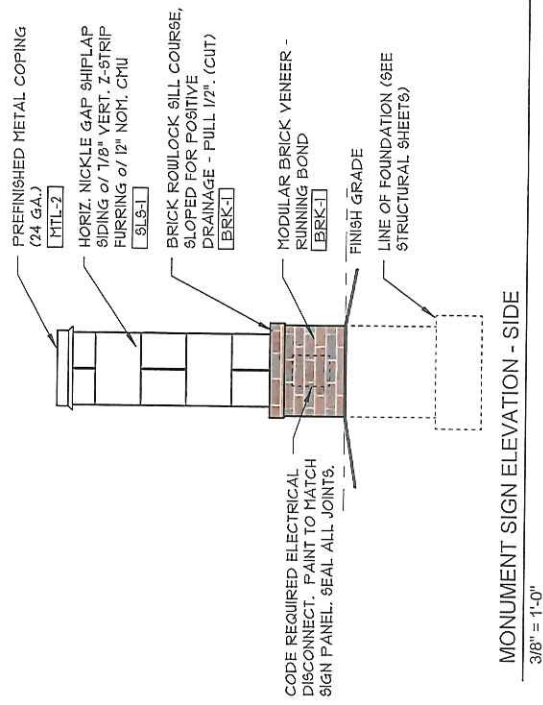 PREFINISHED METAL COPING
(24 GA.)
MTL-2
HORIZ. NICKLE GAP SHIPLAP
SIDING o/ 7/8" VERT. Z-STRIP
FURRING o/ 12" NOM. CMU
SLS-1
BRICK ROWLOCK SILL COURSE,
SLOPED FOR POSITIVE
DRAINAGE - PULL 1/2". (CUT)
BRK-1
MODULAR BRICK VENEER -
RUNNING BOND
BRK-1
FINISH GRADE
LINE OF FOUNDATION (SEE
STRUCTURAL SHEETS)
CODE REQUIRED ELECTRICAL
DISCONNECT. PAINT TO MATCH
SIGN PANEL. SEAL ALL JOINTS.
MONUMENT SIGN ELEVATION - SIDE
3/8" = 1'-0"